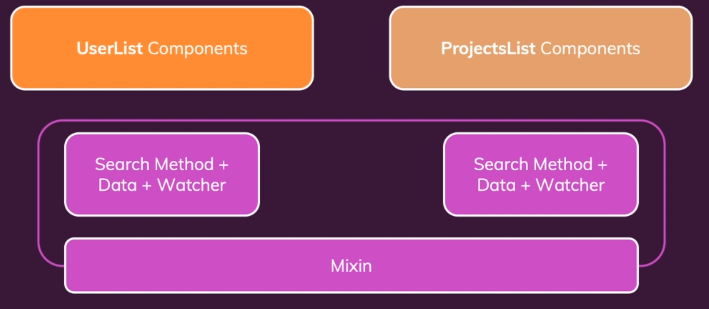 UserList Components
ProjectsList Components
Search Method +
Data + Watcher
Search Method +
Data + Watcher
Mixin